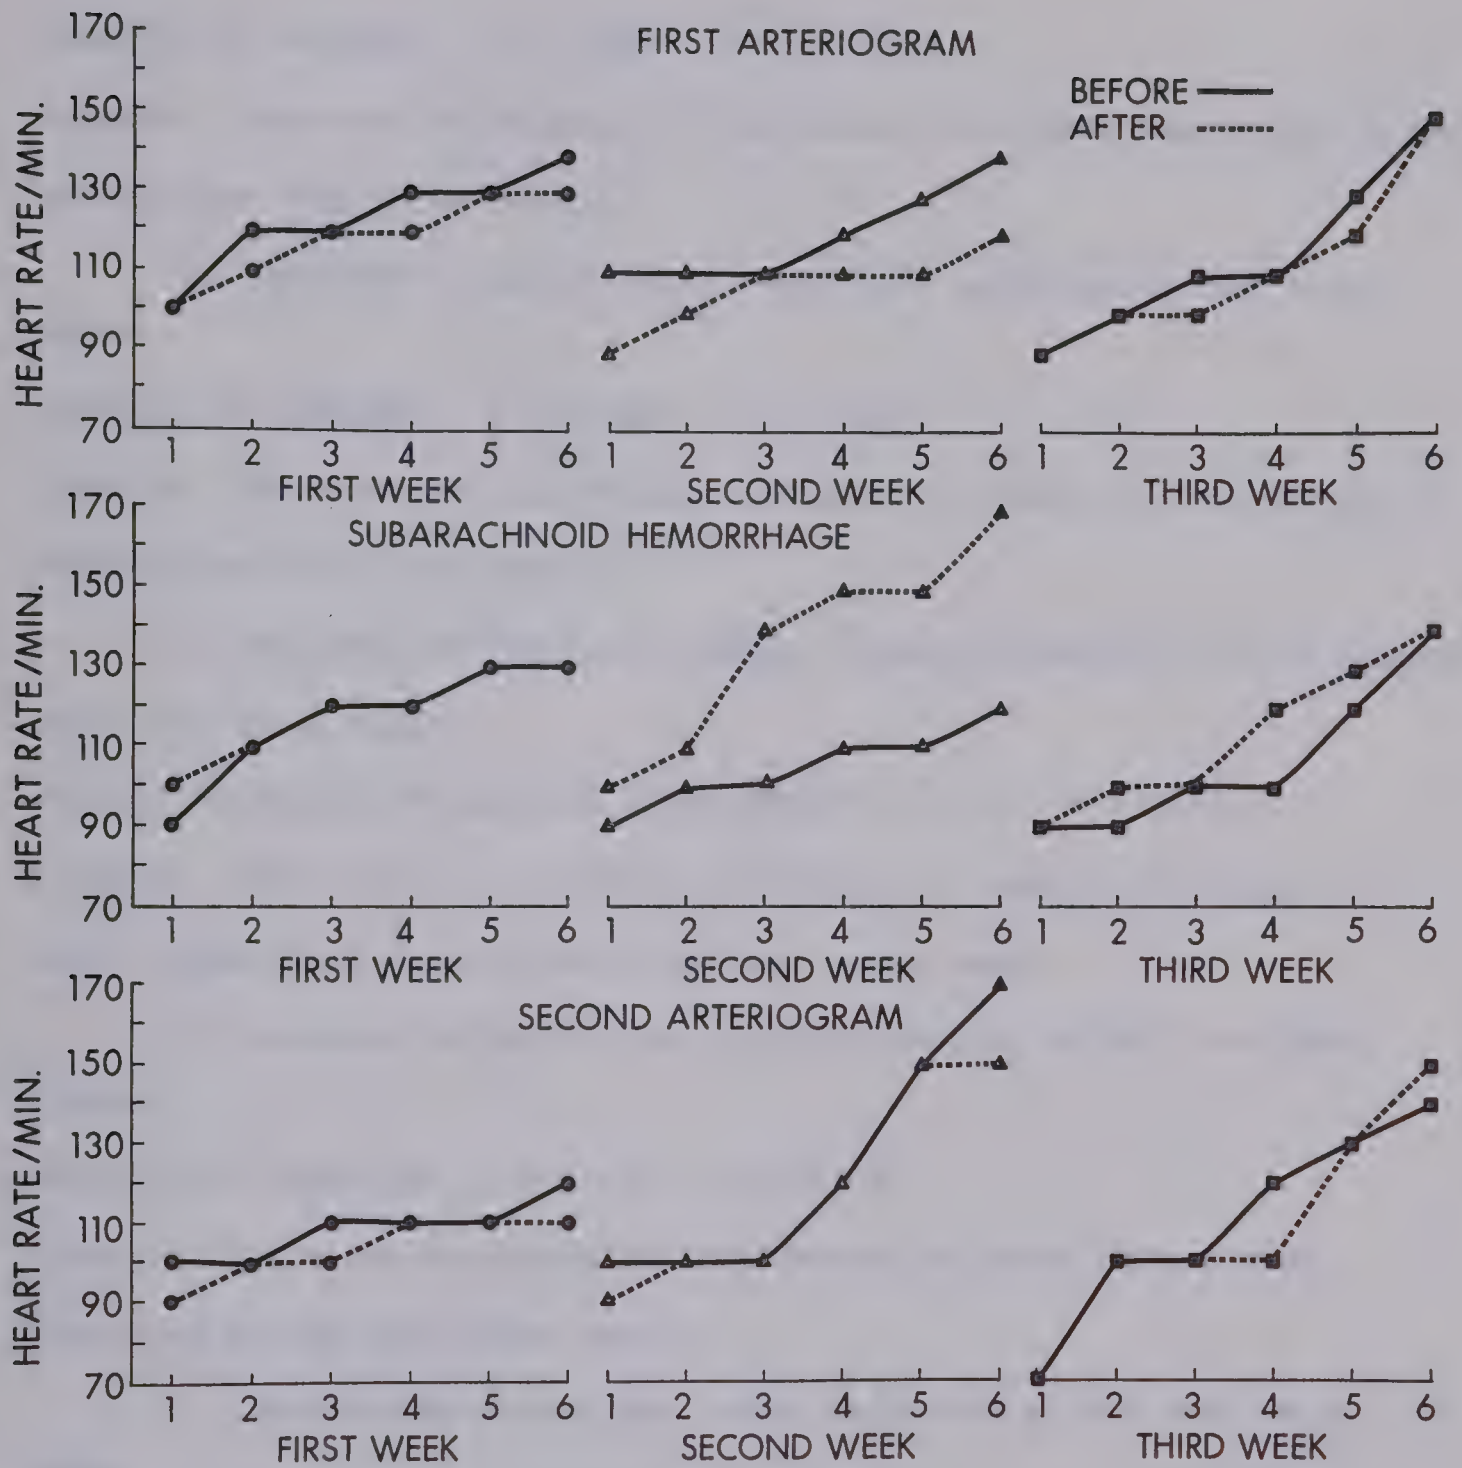 FIRST ARTERIOGRAM
BEFORE
AFTER
HEART RATE/MIN.
170
150
130
110
90
70
1 2 3 4 5 6
1 2 3 4 5 6
1 2 3 4 5 6
FIRST WEEK
SECOND WEEK
THIRD WEEK
SUBARACHNOID HEMORRHAGE
HEART RATE/MIN.
170
150
130
110
90
70
1 2 3 4 5 6
1 2 3 4 5 6
1 2 3 4 5 6
FIRST WEEK
SECOND WEEK
THIRD WEEK
SECOND ARTERIOGRAM
HEART RATE/MIN.
170
150
130
110
90
70
1 2 3 4 5 6
1 2 3 4 5 6
1 2 3 4 5 6
FIRST WEEK
SECOND WEEK
THIRD WEEK